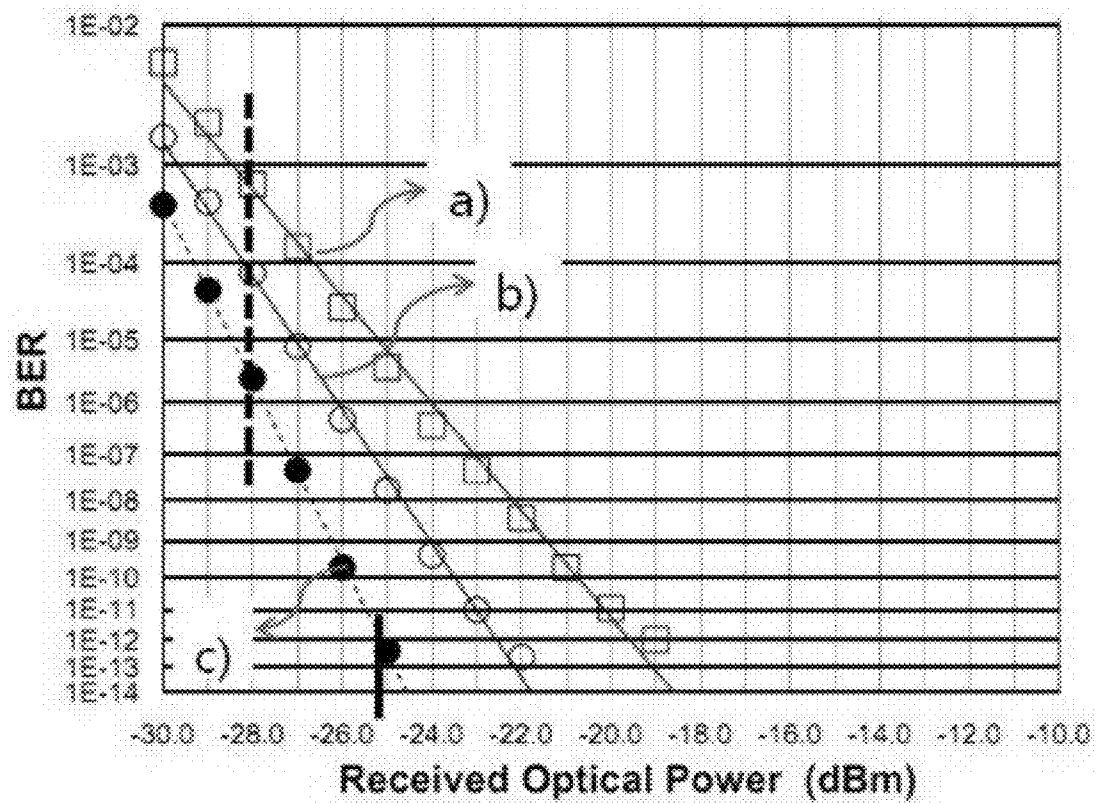 1E-02
1E-03
1E-04
1E-05
1E-06
1E-07
1E-08
1E-09
1E-10
1E-11
1E-12
1E-13
1E-14
BER
a)
b)
c)
-30.0 -28.0 -26.0 -24.0 -22.0 -20.0 -18.0 -16.0 -14.0 -12.0 -10.0
Received Optical Power (dBm)